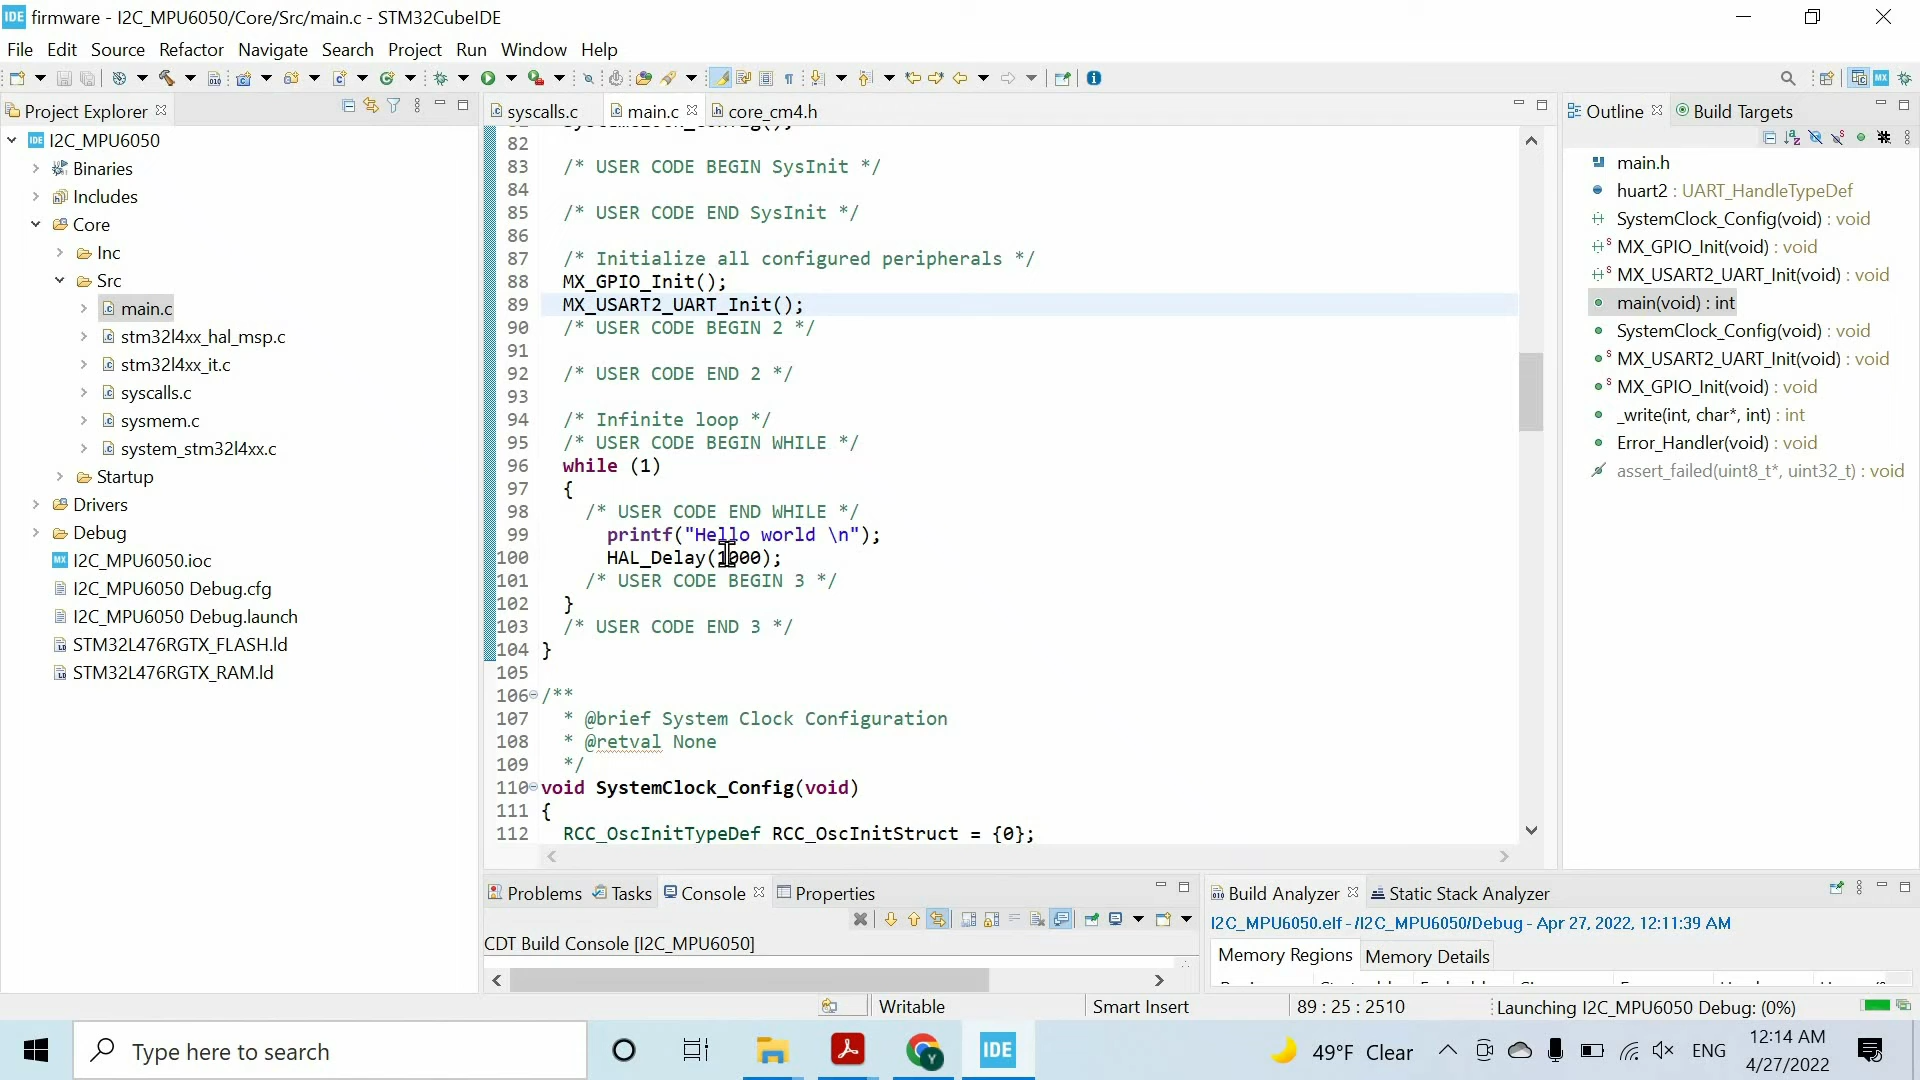 IDE firmware - I2C_MPU6050/Core/Src/main.c - STM32CubeIDE
File Edit Source Refactor Navigate Search Project Run Window Help
Project Explorer
I2C_MPU6050
Binaries
Includes
Core
Inc
Src
main.c
stm32l4xx_hal_msp.c
stm32l4xx_it.c
syscalls.c
sysmem.c
system_stm32l4xx.c
Startup
Drivers
Debug
I2C_MPU6050.ioc
I2C_MPU6050 Debug.cfg
I2C_MPU6050 Debug.launch
STM32L476RGTX_FLASH.ld
STM32L476RGTX_RAM.ld
syscalls.c main.c core_cm4.h
82
83 /* USER CODE BEGIN SysInit */
84
85 /* USER CODE END SysInit */
86
87 /* Initialize all configured peripherals */
88 MX_GPIO_Init();
89 MX_USART2_UART_Init();
90 /* USER CODE BEGIN 2 */
91
92 /* USER CODE END 2 */
93
94 /* Infinite loop */
95 /* USER CODE BEGIN WHILE */
96 while (1)
97 {
98 /* USER CODE END WHILE */
99 printf("Hello world \n");
100 HAL_Delay(1000);
101 /* USER CODE BEGIN 3 */
102 }
103 /* USER CODE END 3 */
104 }
105
106 /**
107 * @brief System Clock Configuration
108 * @retval None
109 */
110 void SystemClock_Config(void)
111 {
112 RCC_OscInitTypeDef RCC_OscInitStruct = {0};
Outline Build Targets
main.h
huart2 : UART_HandleTypeDef
SystemClock_Config(void) : void
MX_GPIO_Init(void) : void
MX_USART2_UART_Init(void) : void
main(void) : int
SystemClock_Config(void) : void
MX_USART2_UART_Init(void) : void
MX_GPIO_Init(void) : void
_write(int, char*, int) : int
Error_Handler(void) : void
assert_failed(uint8_t*, uint32_t) : void
Problems Tasks Console Properties
CDT Build Console [I2C_MPU6050]
Build Analyzer Static Stack Analyzer
I2C_MPU6050.elf - /I2C_MPU6050/Debug - Apr 27, 2022, 12:11:39 AM
Memory Regions Memory Details
Writable Smart Insert 89 : 25 : 2510 Launching I2C_MPU6050 Debug: (0%)
Type here to search
IDE
49°F Clear
ENG
12:14 AM
4/27/2022